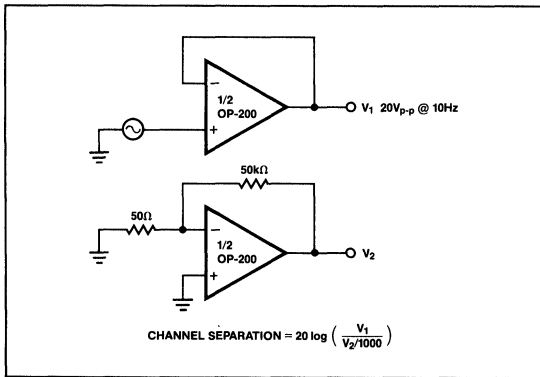 −
1/2
OP-200
+
V1 20Vp-p @ 10Hz
50kΩ
50Ω
−
1/2
OP-200
+
V2
CHANNEL SEPARATION = 20 log ( V1 / V2/1000 )